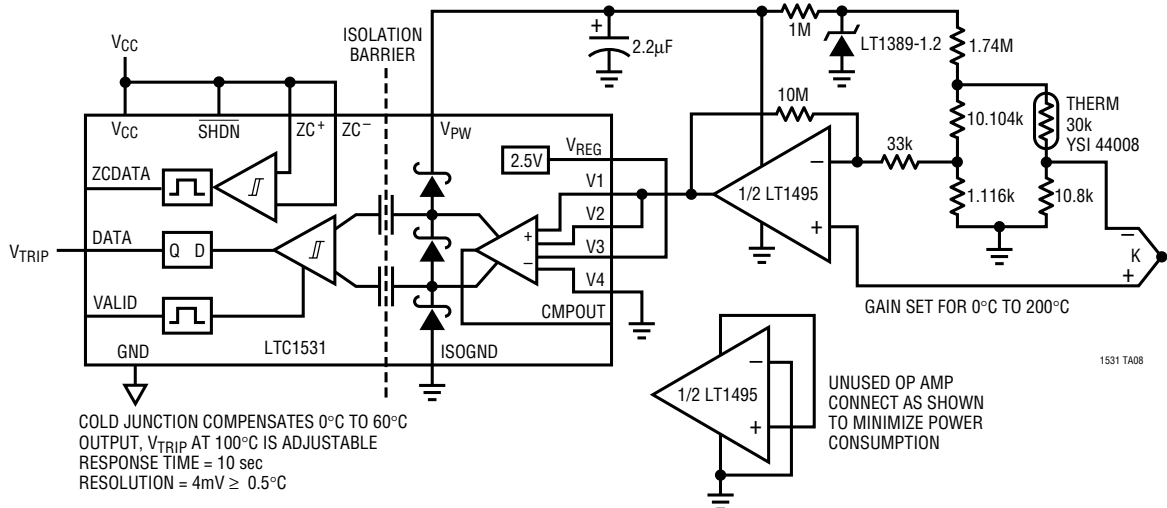 VCC
ISOLATION
BARRIER
+
2.2µF
1M
LT1389-1.2
1.74M
VCC
SHDN
ZC+
ZC−
VPW
10M
10.104k
THERM
30k
YSI 44008
ZCDATA
2.5V
VREG
V1
V2
V3
V4
33k
−
1/2 LT1495
+
1.116k
10.8k
−
K
+
VTRIP
DATA
Q D
+
−
VALID
CMPOUT
GND
LTC1531
ISOGND
GAIN SET FOR 0°C TO 200°C
1531 TA08
−
1/2 LT1495
+
UNUSED OP AMP
CONNECT AS SHOWN
TO MINIMIZE POWER
CONSUMPTION
COLD JUNCTION COMPENSATES 0°C TO 60°C
OUTPUT, VTRIP AT 100°C IS ADJUSTABLE
RESPONSE TIME = 10 sec
RESOLUTION = 4mV ≥ 0.5°C